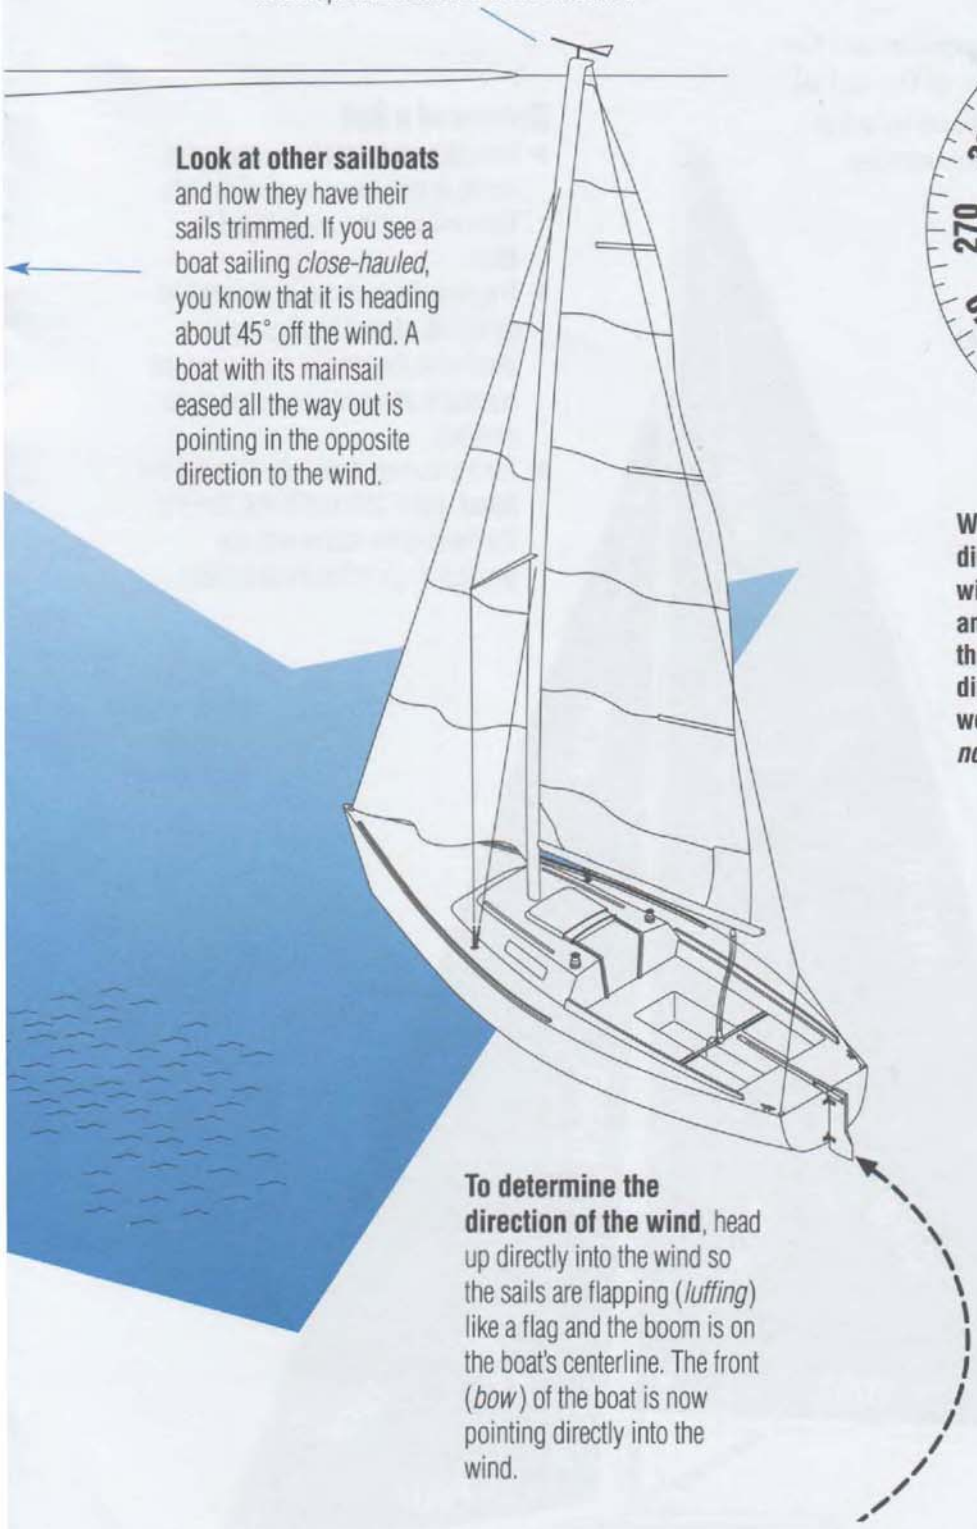 Look at other sailboats
and how they have their
sails trimmed. If you see a
boat sailing close-hauled,
you know that it is heading
about 45° off the wind. A
boat with its mainsail
eased all the way out is
pointing in the opposite
direction to the wind.
270
To determine the
direction of the wind, head
up directly into the wind so
the sails are flapping (luffing)
like a flag and the boom is on
the boat's centerline. The front
(bow) of the boat is now
pointing directly into the
wind.